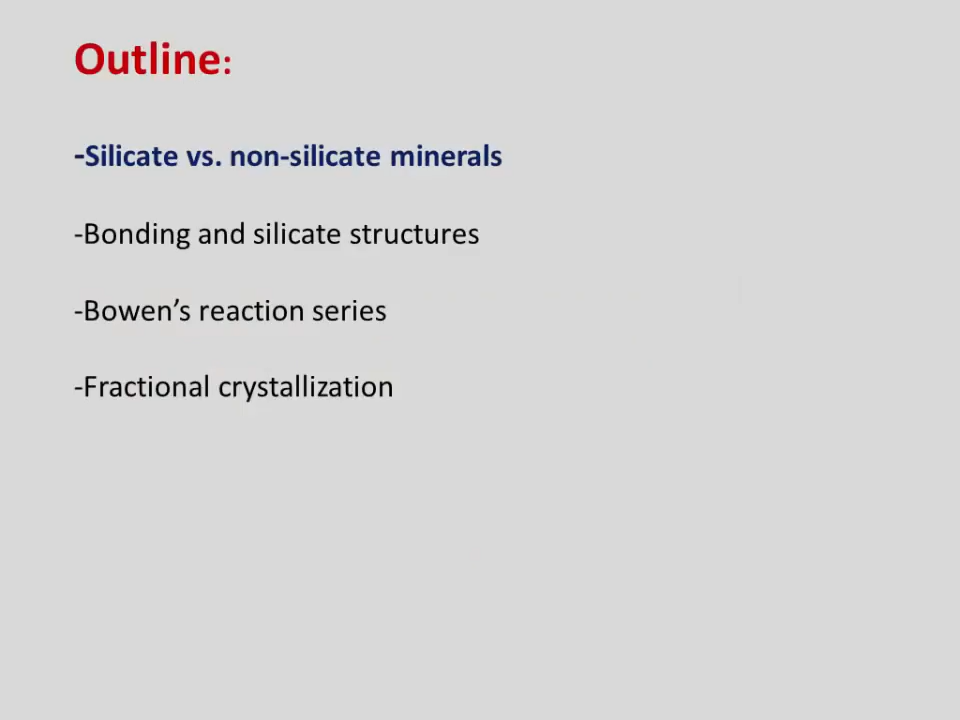 Outline:
-Silicate vs. non-silicate minerals
-Bonding and silicate structures
-Bowen’s reaction series
-Fractional crystallization